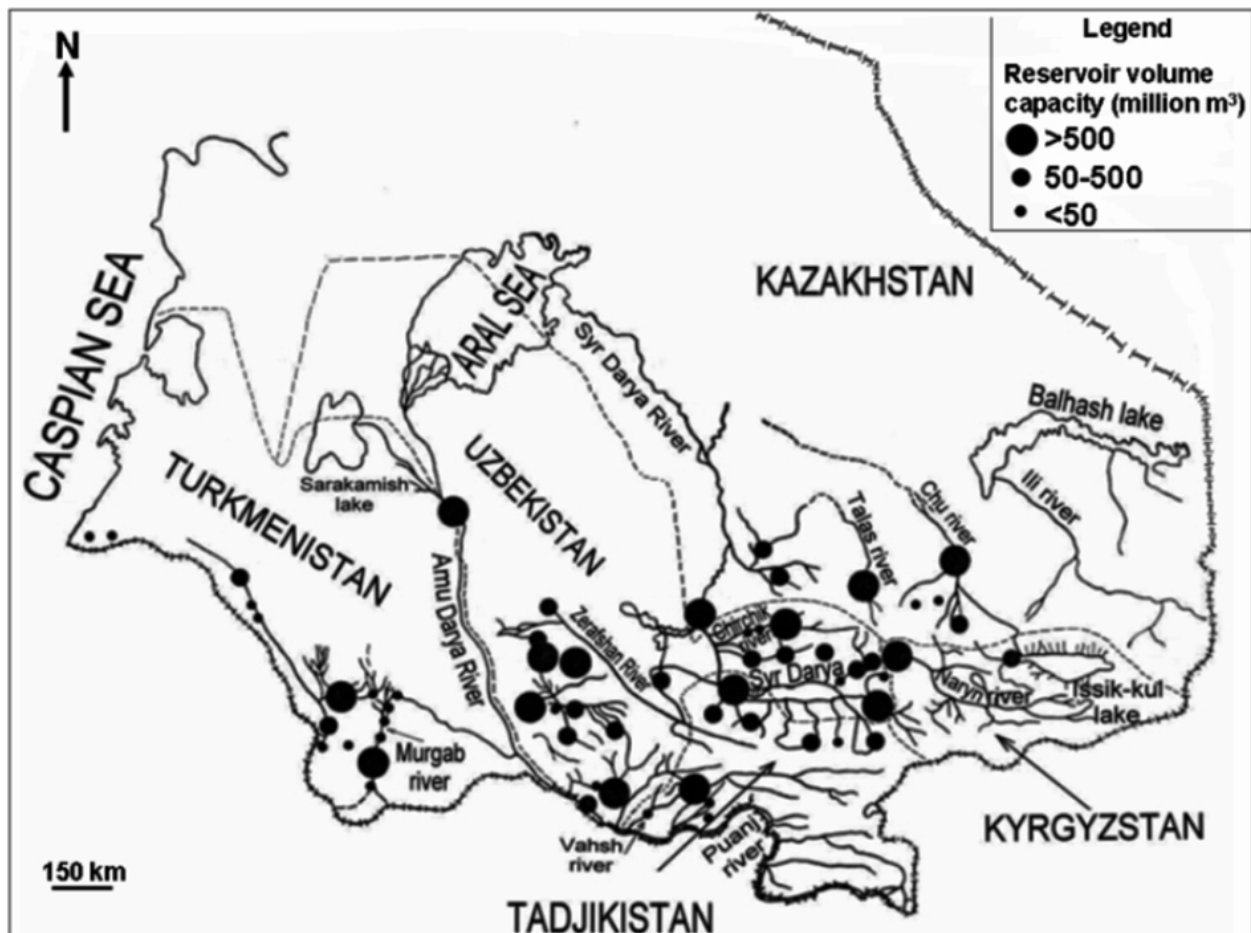 N
Legend
Reservoir volume
capacity (million m³)
>500
50-500
<50
KAZAKHSTAN
CASPIAN SEA
ARAL SEA
Syr Darya River
Balhash lake
Ili river
TURKMENISTAN
Sarakamish
lake
UZBEKISTAN
Talas river
Chu river
Amu Darya River
Zerafshan River
Chirchik
river
Syr Darya
Naryn river
Issik-kul
lake
Murgab
river
Vahsh
river
Puanj
river
KYRGYZSTAN
150 km
TADJIKISTAN